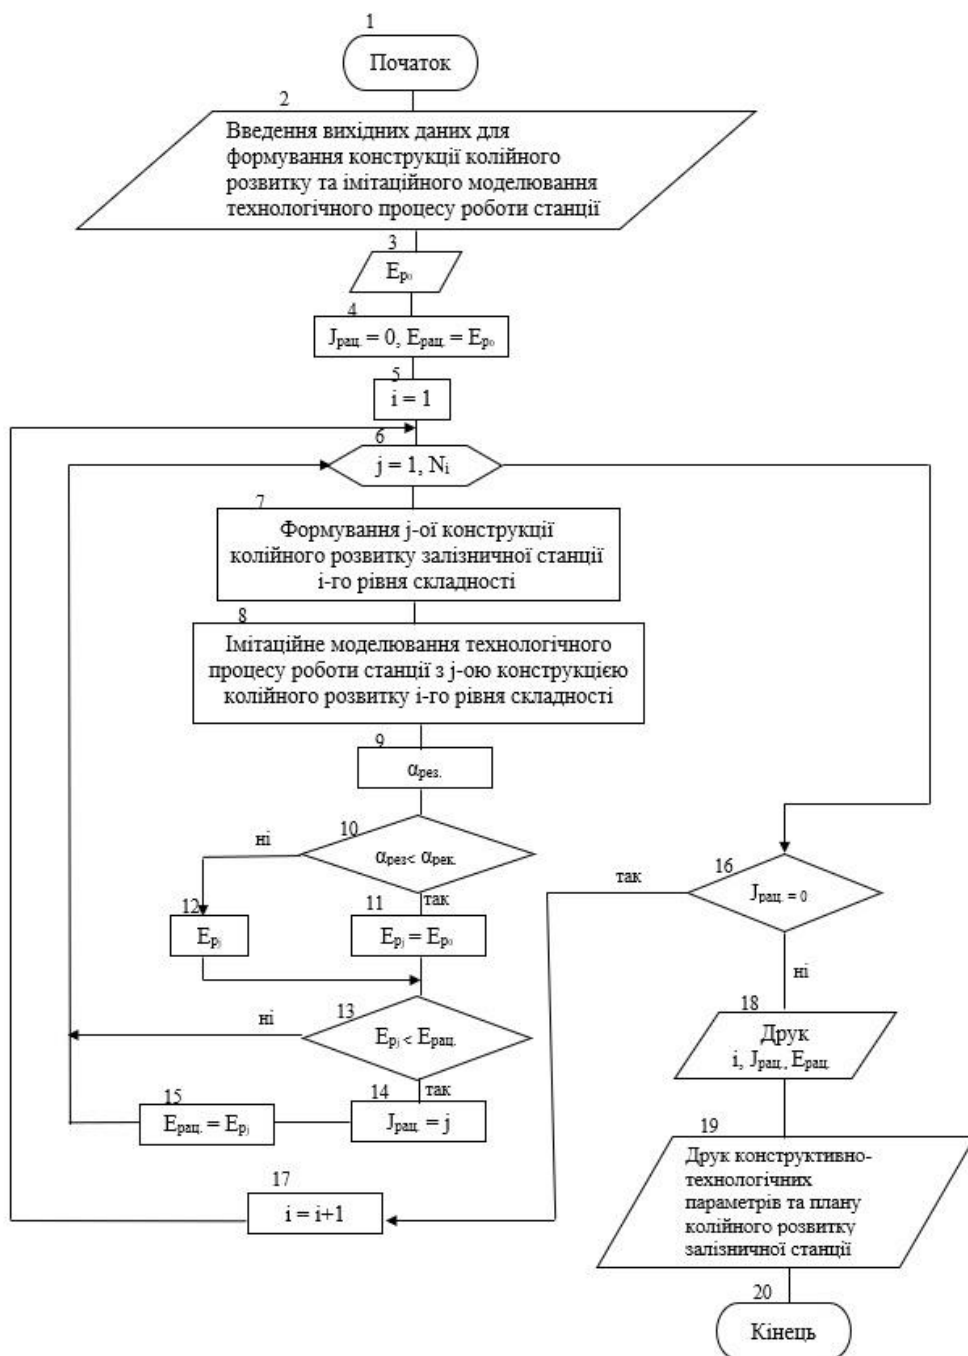 1
Початок
2
Введення вихідних даних для
формування конструкції колійного
розвитку та імітаційного моделювання
технологічного процесу роботи станції
3
Eр₀
4
Jрац. = 0, Eрац. = Eр₀
5
i = 1
6
j = 1, Nі
7
Формування j-ої конструкції
колійного розвитку залізничної станції
і-го рівня складності
8
Імітаційне моделювання технологічного
процесу роботи станції з j-ою конструкцією
колійного розвитку і-го рівня складності
9
αрез.
10
ні
αрез< αрек.
так
12
Eрj
11
Eрj = Eр₀
13
ні
Eрj < Eрац.
так
15
Eрац. = Eрj
14
Jрац. = j
17
i = i+1
16
так
Jрац. = 0
ні
18
Друк
i, Jрац., Eрац.
19
Друк конструктивно-
технологічних
параметрів та плану
колійного розвитку
залізничної станції
20
Кінець